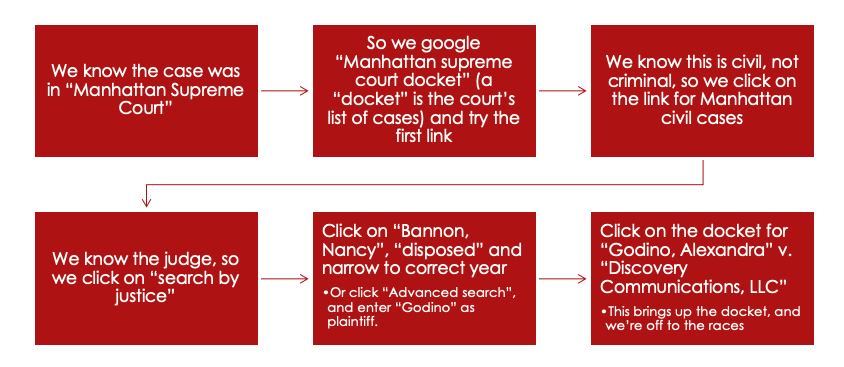 We know the case was
in “Manhattan Supreme
Court”
So we google
“Manhattan supreme
court docket” (a
“docket” is the court’s
list of cases) and try the
first link
We know this is civil, not
criminal, so we click on
the link for Manhattan
civil cases
We know the judge, so
we click on “search by
justice”
Click on “Bannon,
Nancy”, “disposed” and
narrow to correct year
•Or click “Advanced search”,
and enter “Godino” as
plaintiff.
Click on the docket for
“Godino, Alexandra” v.
“Discovery
Communications, LLC”
•This brings up the docket, and
we’re off to the races